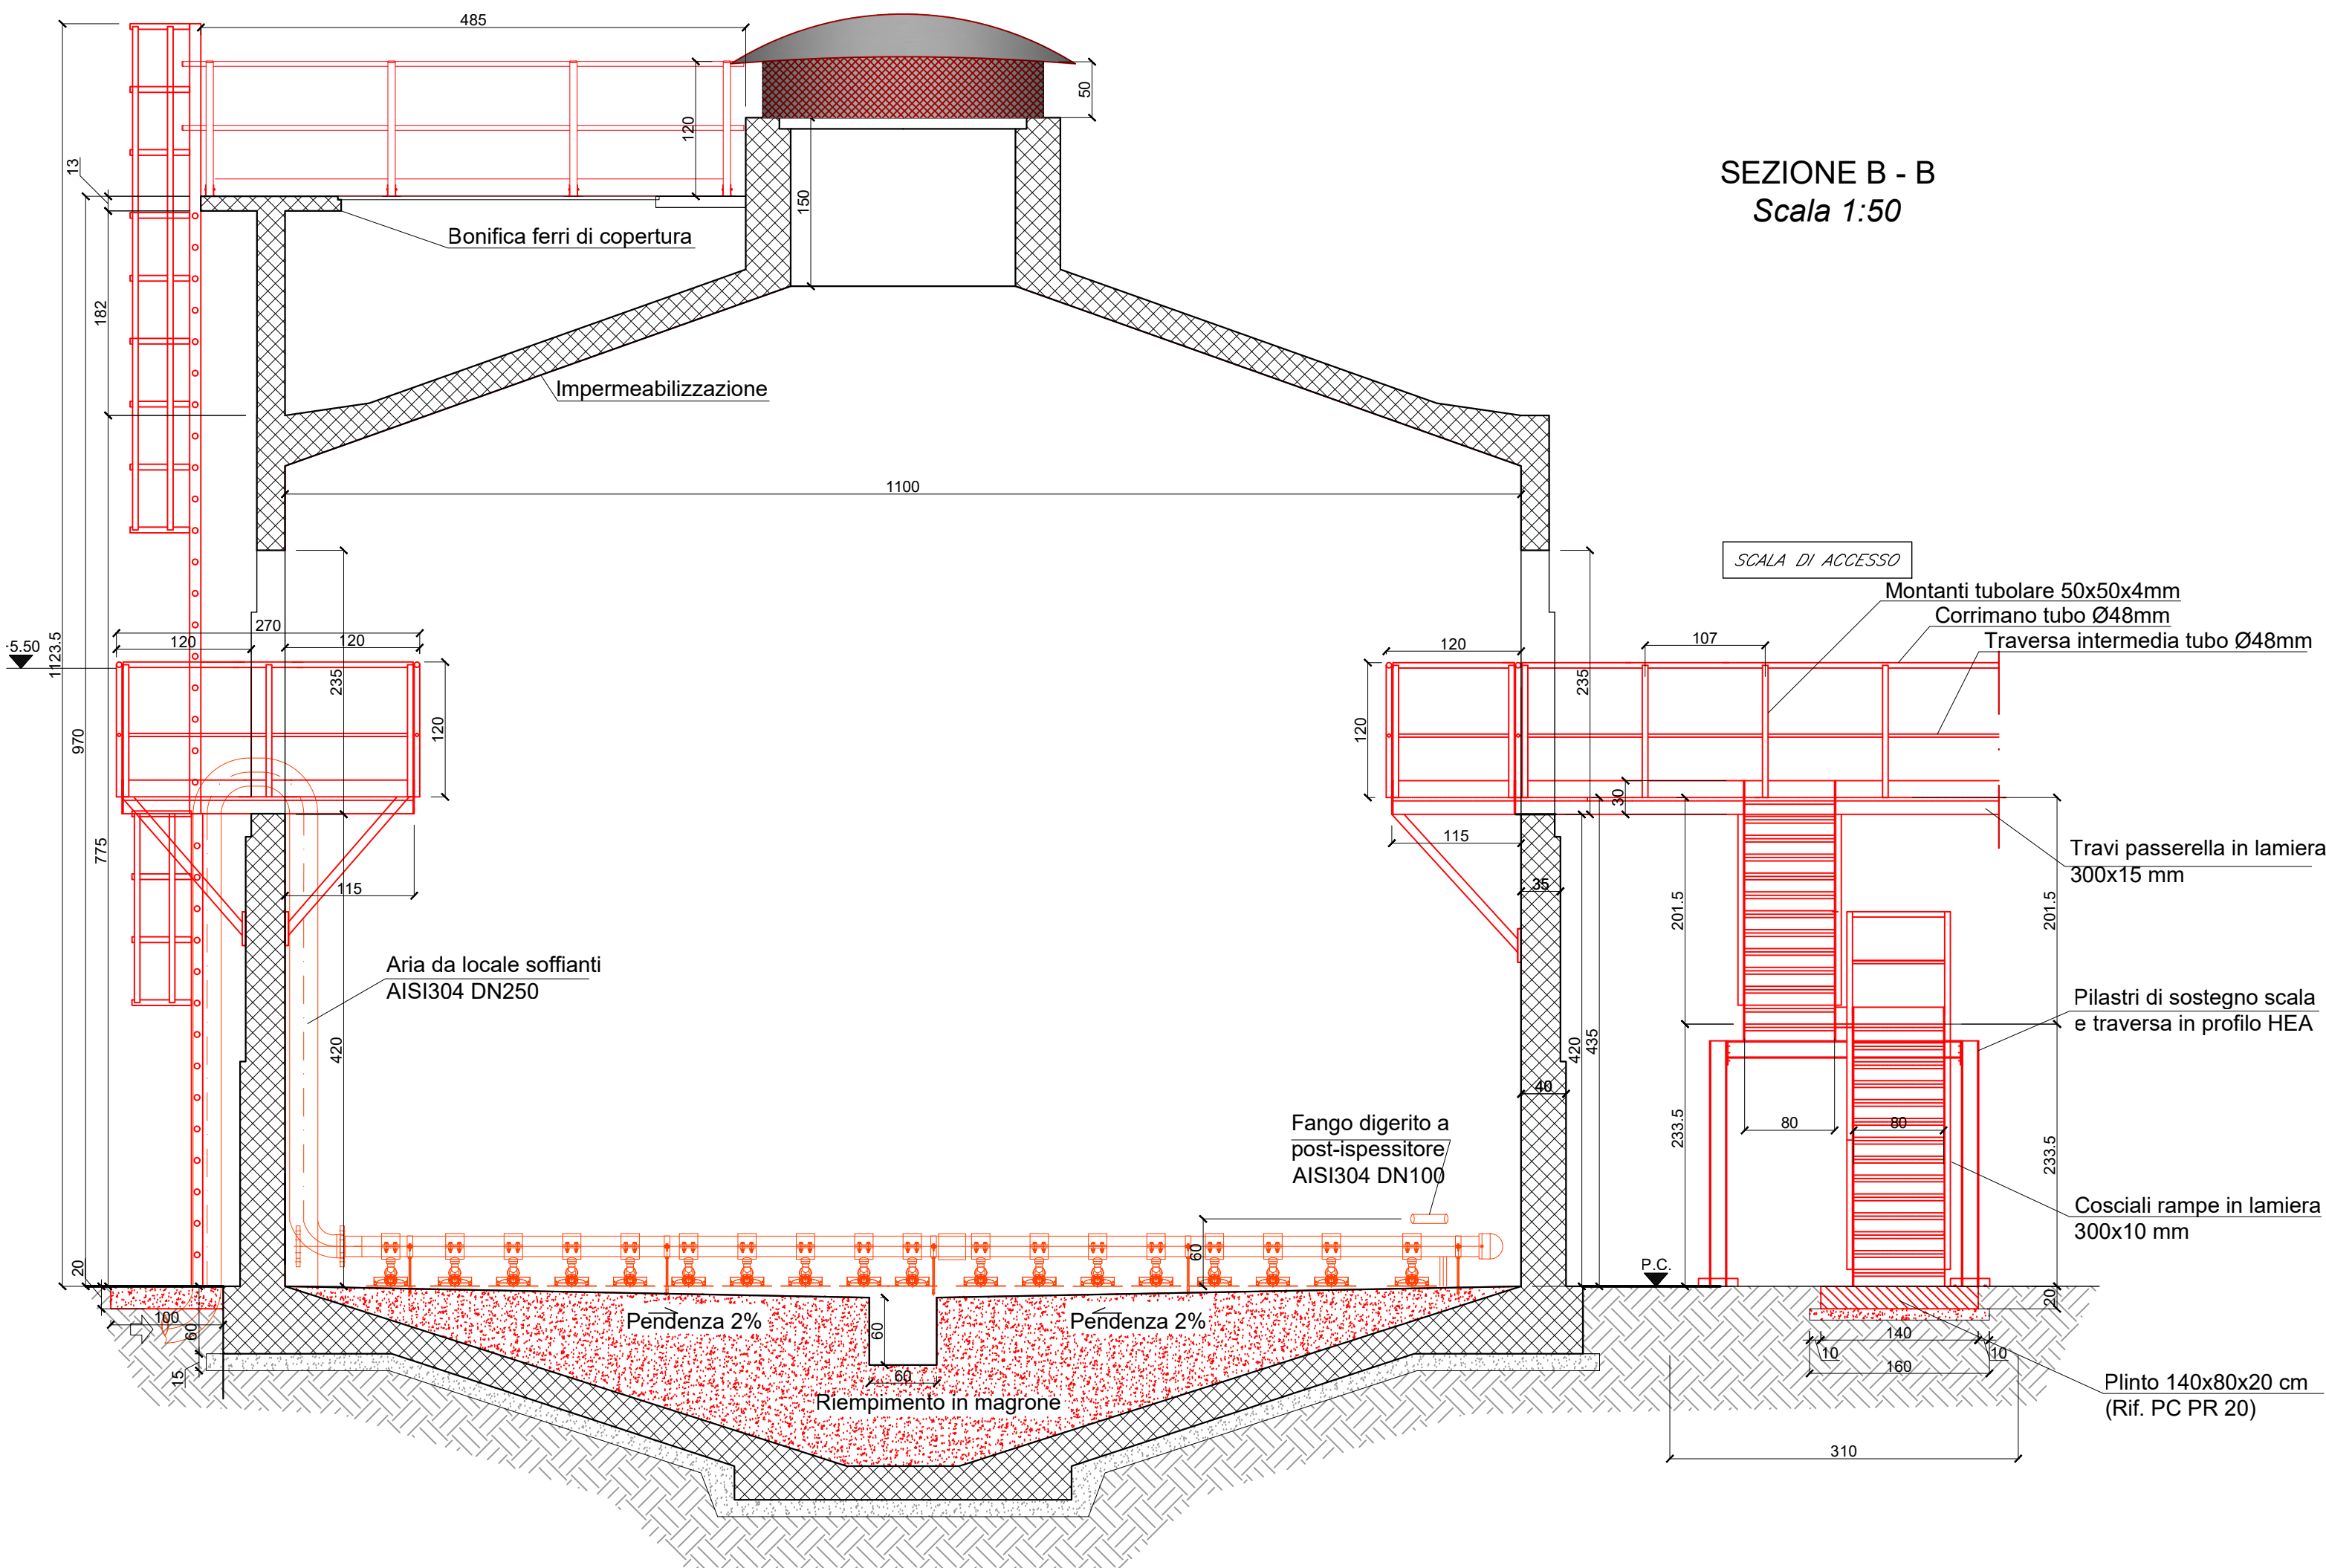 485
50
120
13
150
SEZIONE B - B
Scala 1:50
Bonifica ferri di copertura
182
Impermeabilizzazione
1100
SCALA DI ACCESSO
Montanti tubolare 50x50x4mm
Corrimano tubo Ø48mm
Traversa intermedia tubo Ø48mm
270
120
120
5.50
1123.5
235
120
970
775
115
120
107
235
120
30
115
35
201.5
201.5
Travi passerella in lamiera
300x15 mm
Aria da locale soffianti
AISI304 DN250
420
420
435
40
Pilastri di sostegno scala
e traversa in profilo HEA
80
80
233.5
233.5
Fango digerito a
post-ispessitore
AISI304 DN100
60
Cosciali rampe in lamiera
300x10 mm
P.C.
20
20
100
60
15
Pendenza 2%
Pendenza 2%
60
60
Riempimento in magrone
140
10
10
160
Plinto 140x80x20 cm
(Rif. PC PR 20)
310